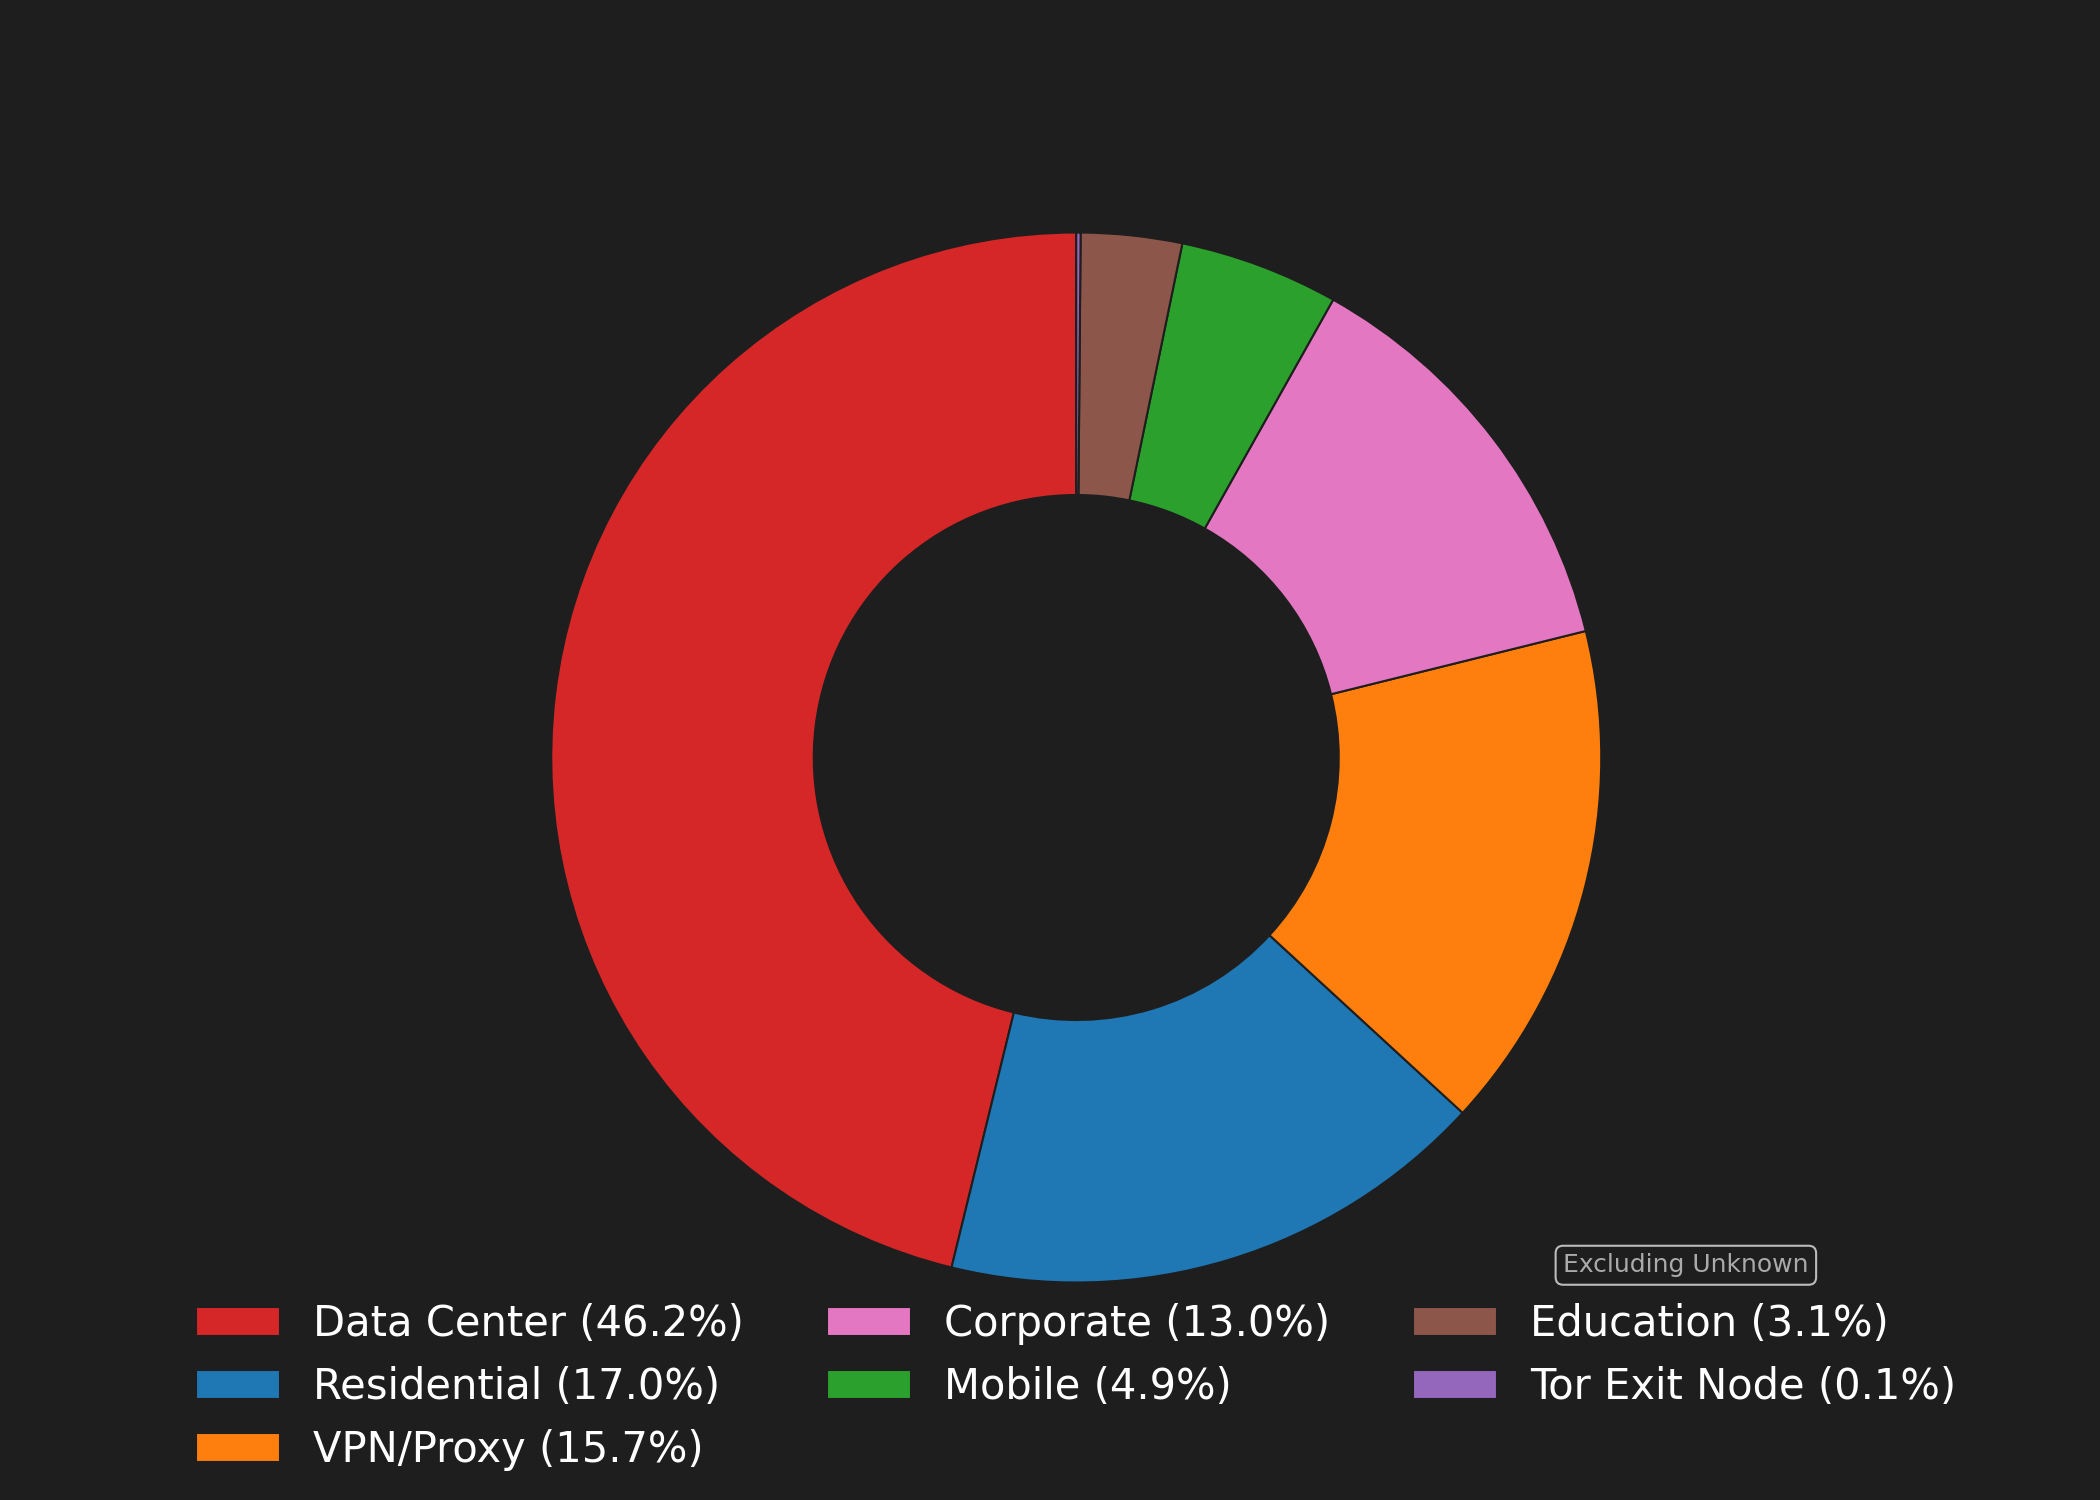 Excluding Unknown
Data Center (46.2%)
Residential (17.0%)
VPN/Proxy (15.7%)
Corporate (13.0%)
Mobile (4.9%)
Education (3.1%)
Tor Exit Node (0.1%)